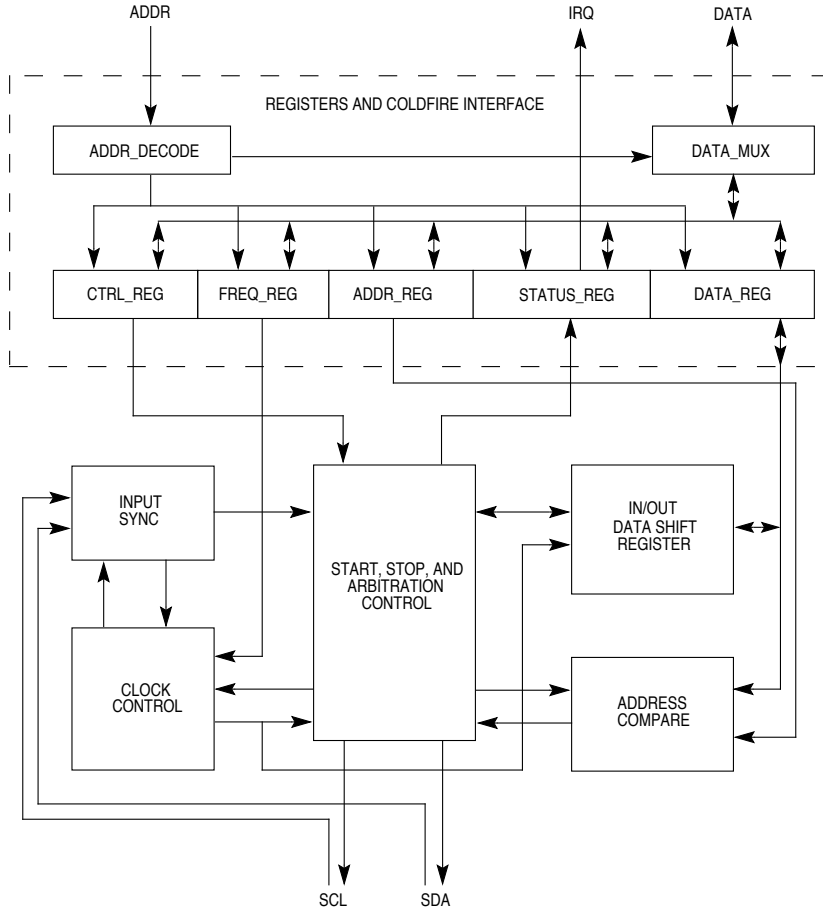 ADDR
IRQ
DATA
REGISTERS AND COLDFIRE INTERFACE
ADDR_DECODE
DATA_MUX
CTRL_REG
FREQ_REG
ADDR_REG
STATUS_REG
DATA_REG
INPUT
SYNC
START, STOP, AND
ARBITRATION
CONTROL
IN/OUT
DATA SHIFT
REGISTER
CLOCK
CONTROL
ADDRESS
COMPARE
SCL
SDA